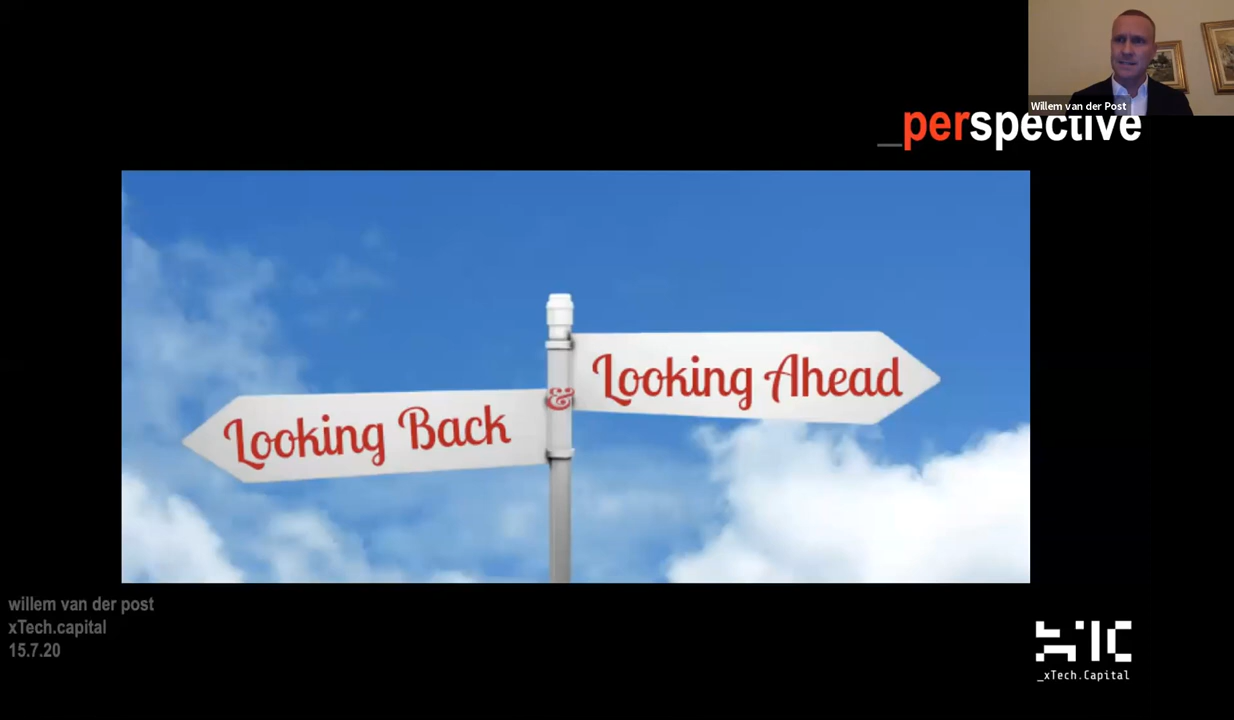 Willem van der Post
_perspective
Looking Ahead
&
Looking Back
willem van der post
xTech.capital
15.7.20
_xTech.Capital